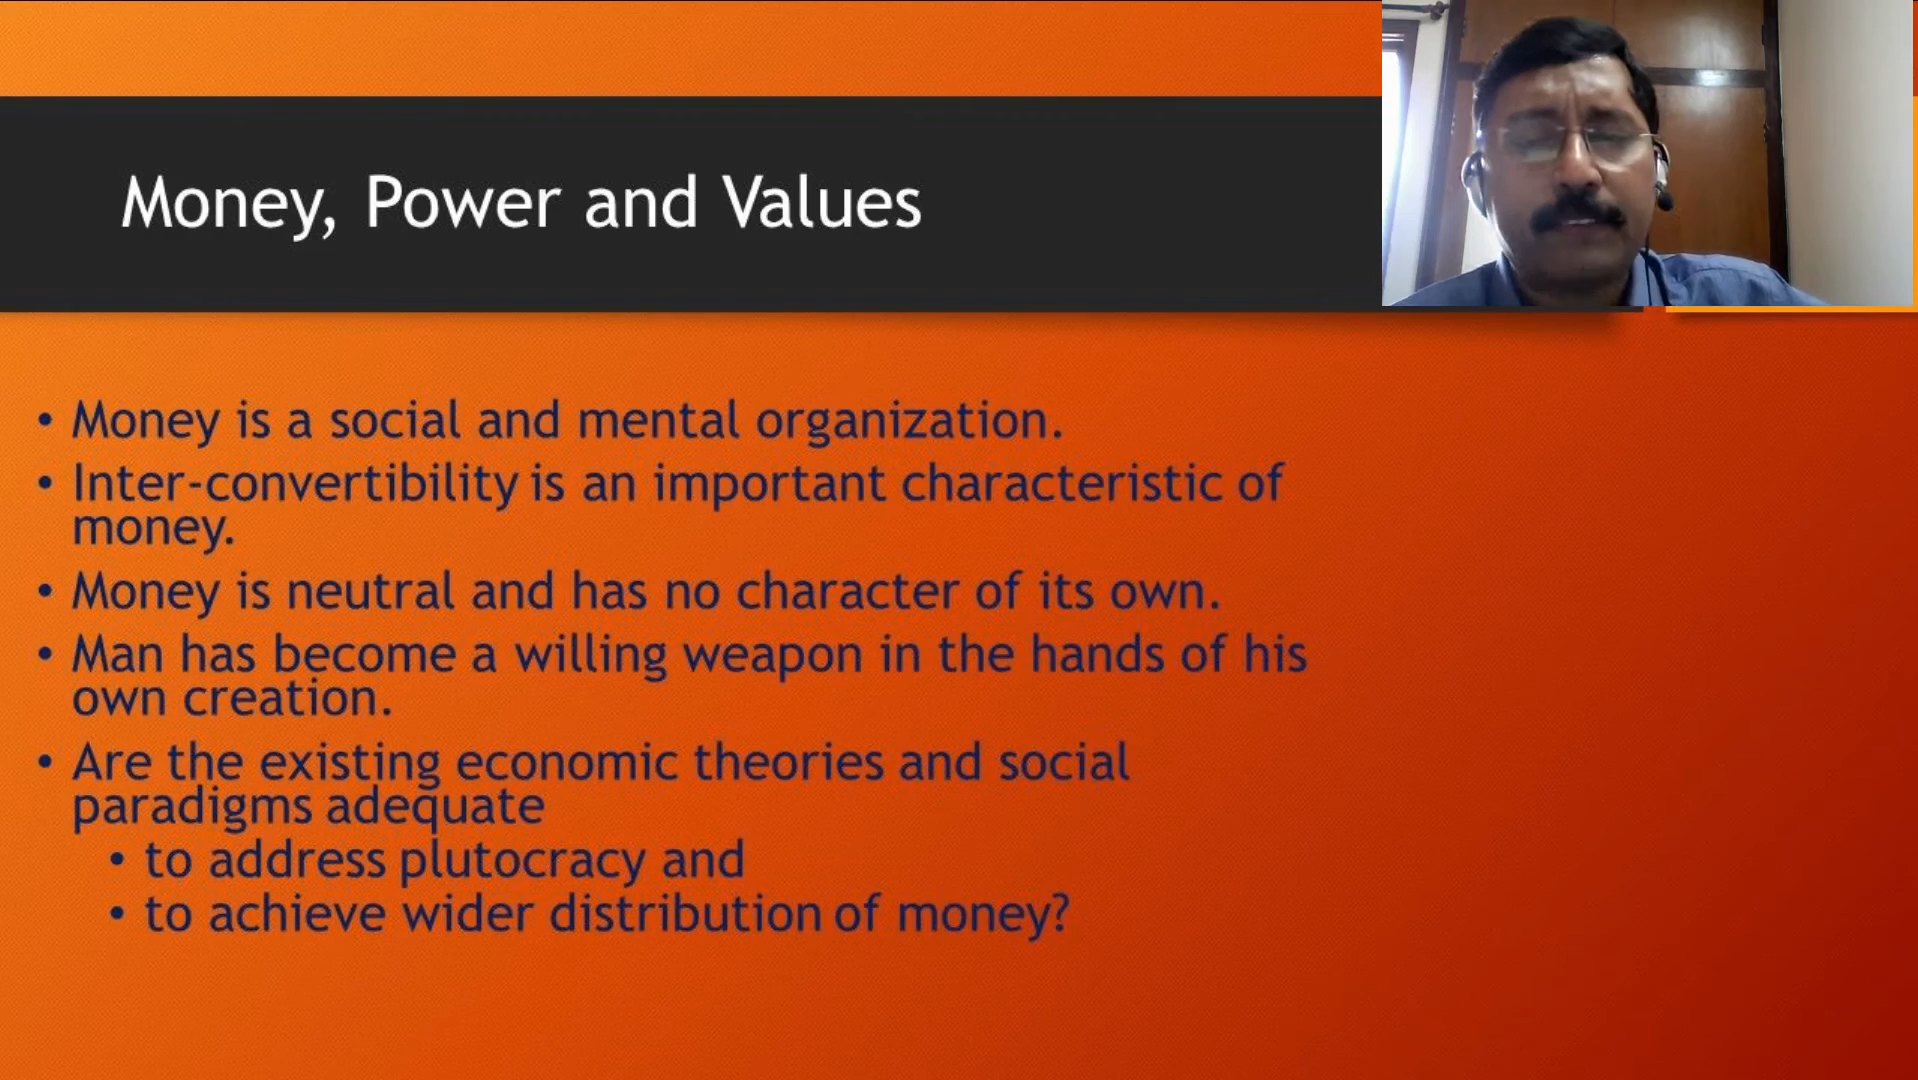 Money, Power and Values
• Money is a social and mental organization.
• Inter-convertibility is an important characteristic of
money.
• Money is neutral and has no character of its own.
• Man has become a willing weapon in the hands of his
own creation.
• Are the existing economic theories and social
paradigms adequate
• to address plutocracy and
• to achieve wider distribution of money?